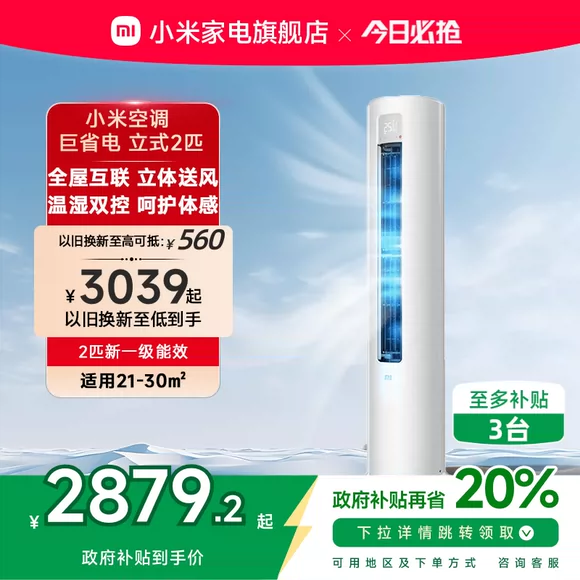 小米家电旗舰店 × 今日必抢
小米空调
巨省电 立式2匹
全屋互联 立体送风
温湿双控 呵护体感
以旧换新至高可抵:¥560
¥3039起
以旧换新至低到手
2匹新一级能效
适用21-30㎡
至多补贴
3台
¥2879.2起
政府补贴到手价
政府补贴再省20%
下拉详情跳转领取
可用地区及下单方式 咨询客服